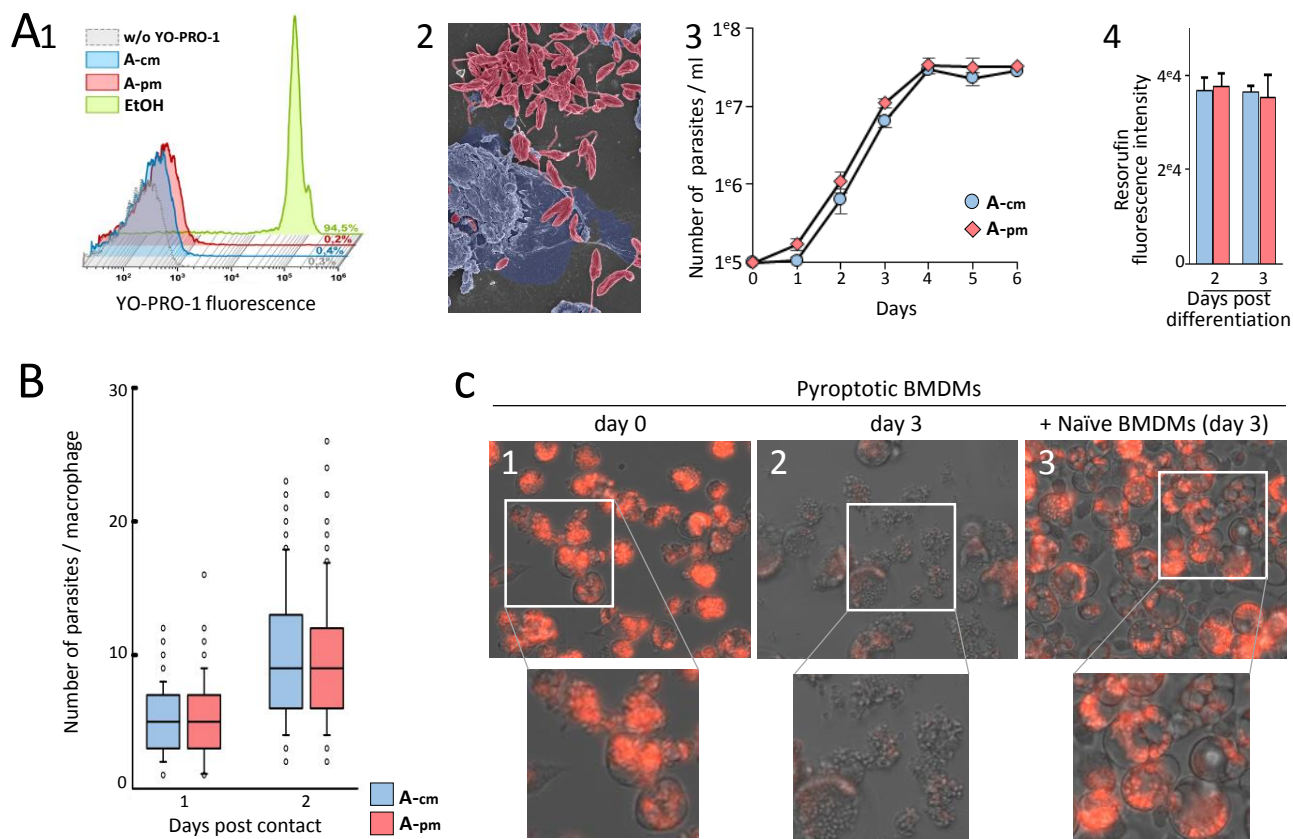 A1
w/o YO-PRO-1
A-cm
A-pm
EtOH
94,5%
0,2%
0,4%
0,3%
10² 10³ 10⁴ 10⁵ 10⁶
YO-PRO-1 fluorescence
2
3
Number of parasites / ml
1ᵉ8
1ᵉ7
1ᵉ6
1ᵉ5
0 1 2 3 4 5 6
Days
A-cm
A-pm
4
Resorufin
fluorescence intensity
4ᵉ4
2ᵉ4
0
2 3
Days post
differentiation
B
Number of parasites / macrophage
30
20
10
0
1 2
Days post contact
A-cm
A-pm
C
Pyroptotic BMDMs
day 0 day 3 + Naïve BMDMs (day 3)
1 2 3